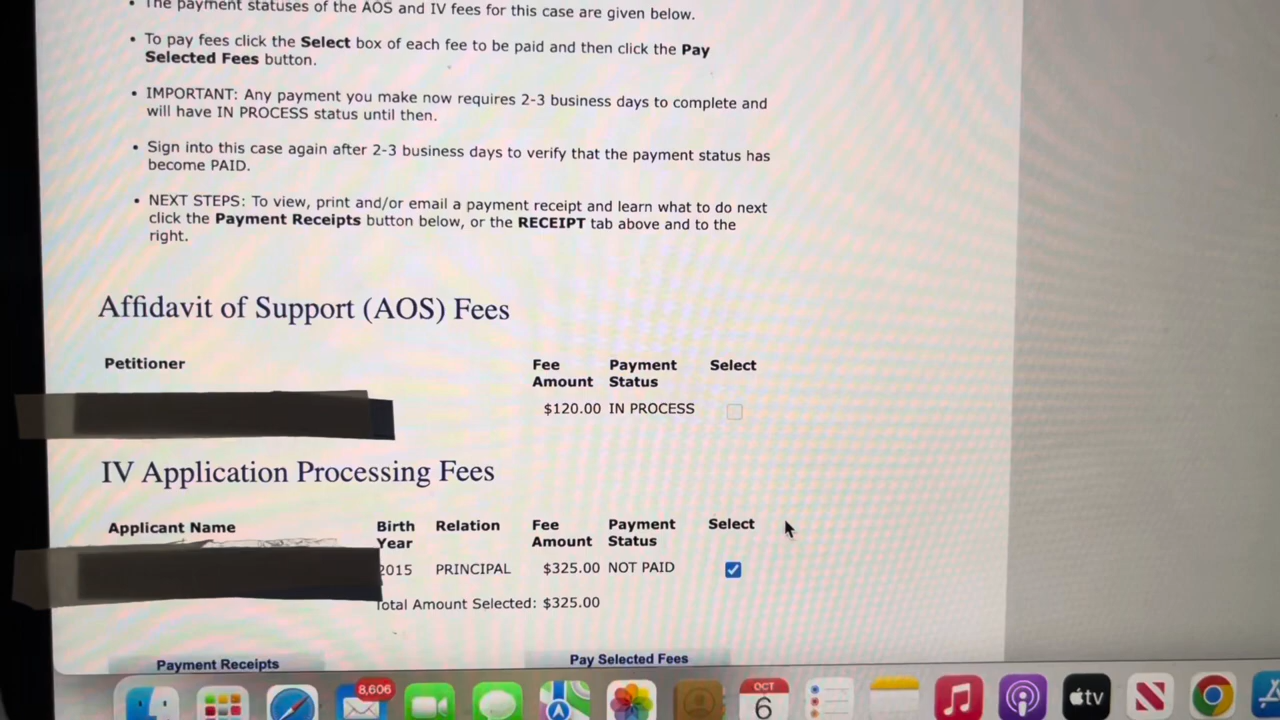 • The payment statuses of the AOS and IV fees for this case are given below.
• To pay fees click the Select box of each fee to be paid and then click the Pay
Selected Fees button.
• IMPORTANT: Any payment you make now requires 2-3 business days to complete and
will have IN PROCESS status until then.
• Sign into this case again after 2-3 business days to verify that the payment status has
become PAID.
• NEXT STEPS: To view, print and/or email a payment receipt and learn what to do next
click the Payment Receipts button below, or the RECEIPT tab above and to the
right.
Affidavit of Support (AOS) Fees
Petitioner Fee Payment Select
Amount Status
$120.00 IN PROCESS
IV Application Processing Fees
Applicant Name Birth Relation Fee Payment Select
Year Amount Status
2015 PRINCIPAL $325.00 NOT PAID
Total Amount Selected: $325.00
Payment Receipts Pay Selected Fees
8,606 OCT
6 tv N